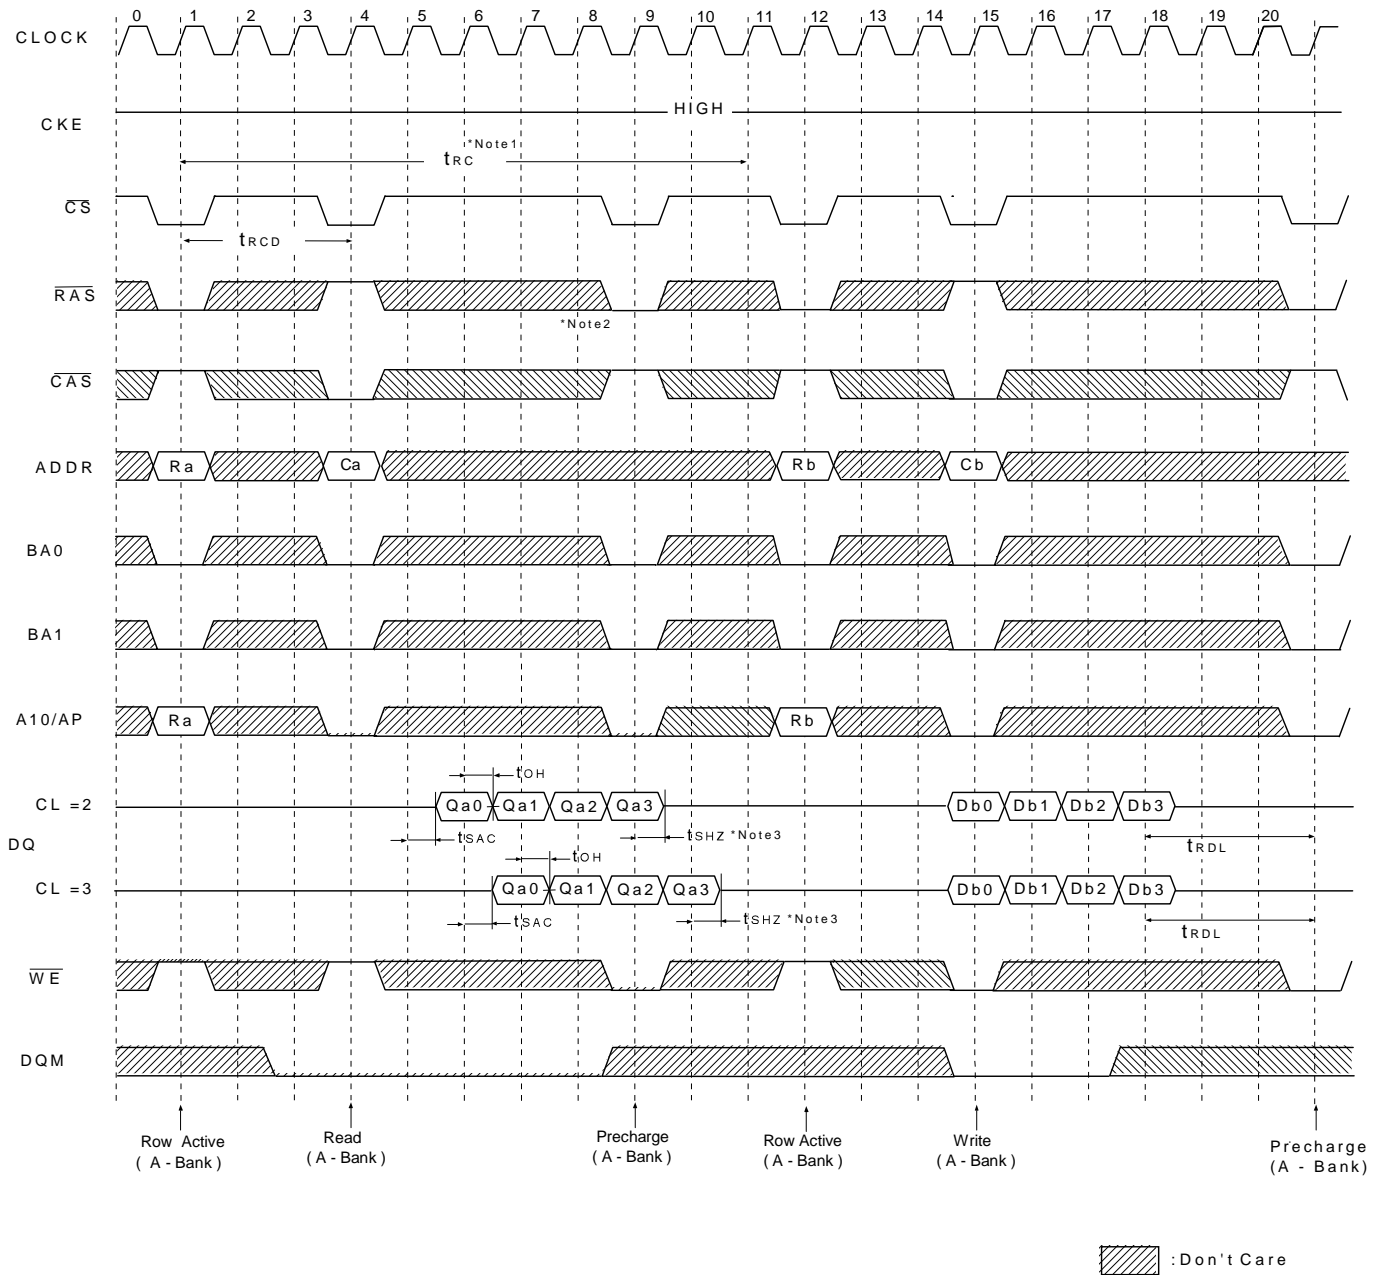 0 1 2 3 4 5 6 7 8 9 10 11 12 13 14 15 16 17 18 19 20
CLOCK
HIGH
CKE
tRC *Note1
CS
tRCD
RAS
*Note2
CAS
ADDR Ra Ca Rb Cb
BA0
BA1
A10/AP Ra Rb
tOH
CL =2 Qa0 Qa1 Qa2 Qa3 Db0 Db1 Db2 Db3
tSAC tSHZ *Note3 tRDL
DQ
tOH
CL =3 Qa0 Qa1 Qa2 Qa3 Db0 Db1 Db2 Db3
tSAC tSHZ *Note3 tRDL
WE
DQM
Row Active Read Precharge Row Active Write Precharge
( A - Bank ) ( A - Bank ) ( A - Bank ) ( A - Bank ) ( A - Bank ) (A - Bank)
:Don't Care